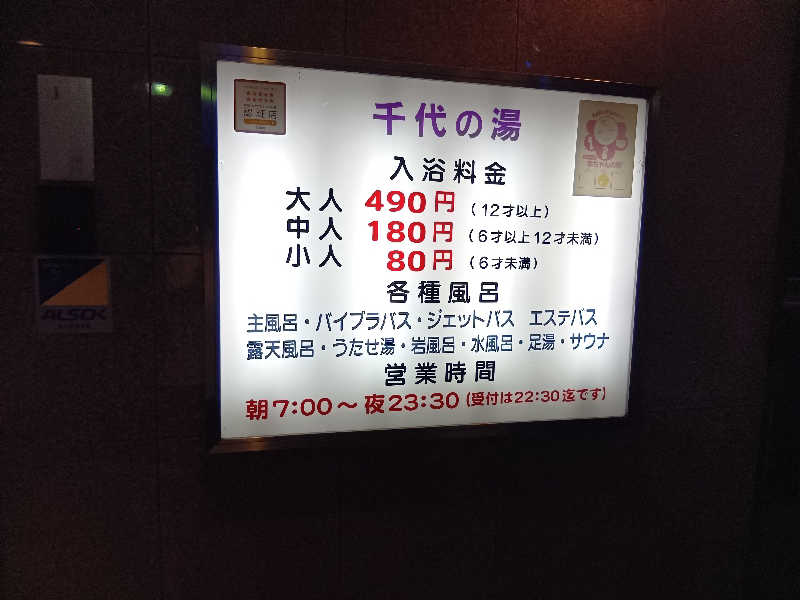 千代の湯
入浴料金
大人 490円 (12才以上)
中人 180円 (6才以上12才未満)
小人 80円 (6才未満)
各種風呂
主風呂・バイブラバス・ジェットバス エステバス
露天風呂・うたせ湯・岩風呂・水風呂・足湯・サウナ
営業時間
朝7:00～夜23:30(受付は22:30迄です)
認証店
ALSOK